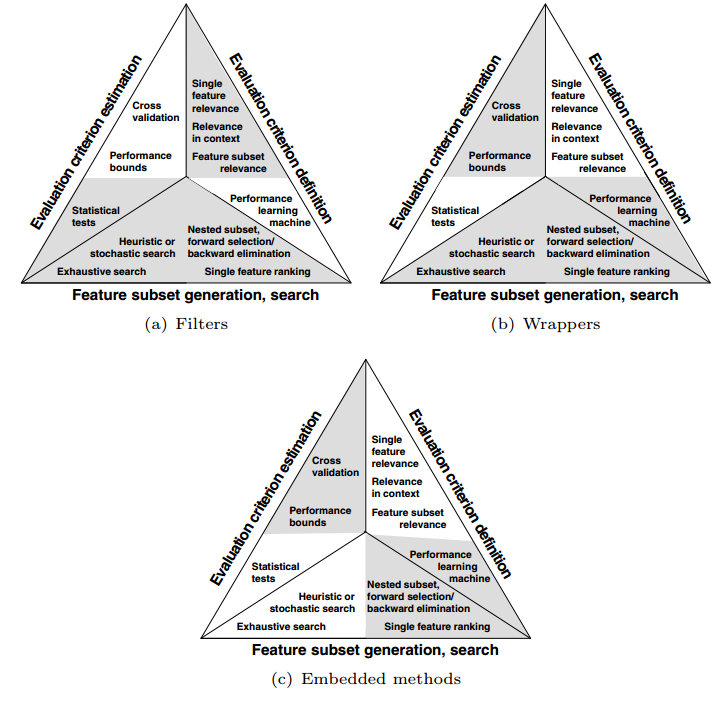 Evaluation criterion estimation
Evaluation criterion definition
Cross
validation
Performance
bounds
Single
feature
relevance
Relevance
in context
Feature subset
relevance
Statistical
tests
Performance
learning
machine
Heuristic or
stochastic search
Nested subset,
forward selection/
backward elimination
Exhaustive search
Single feature ranking
Feature subset generation, search
(a) Filters
Evaluation criterion estimation
Evaluation criterion definition
Cross
validation
Performance
bounds
Single
feature
relevance
Relevance
in context
Feature subset
relevance
Statistical
tests
Performance
learning
machine
Heuristic or
stochastic search
Nested subset,
forward selection/
backward elimination
Exhaustive search
Single feature ranking
Feature subset generation, search
(b) Wrappers
Evaluation criterion estimation
Evaluation criterion definition
Cross
validation
Performance
bounds
Single
feature
relevance
Relevance
in context
Feature subset
relevance
Statistical
tests
Performance
learning
machine
Heuristic or
stochastic search
Nested subset,
forward selection/
backward elimination
Exhaustive search
Single feature ranking
Feature subset generation, search
(c) Embedded methods